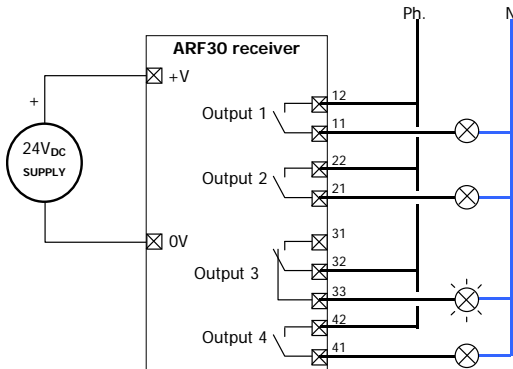 Ph.
N
ARF30 receiver
+V
+
12
Output 1
11
24VDC
SUPPLY
22
Output 2
21
0V
31
32
Output 3
33
42
Output 4
41